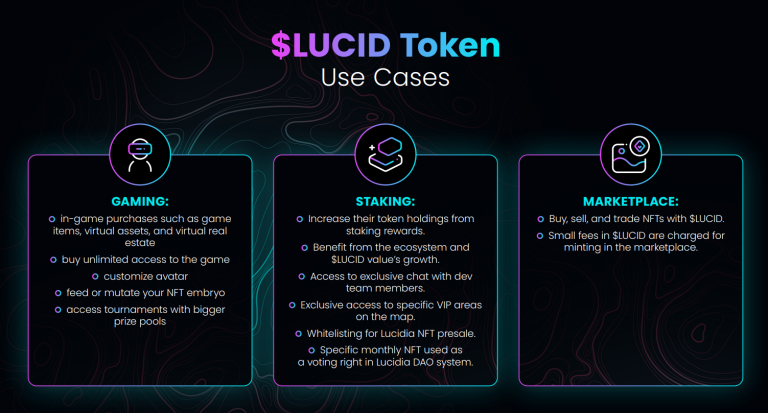 $LUCID Token
Use Cases
GAMING:
in-game purchases such as game
items, virtual assets, and virtual real
estate
buy unlimited access to the game
customize avatar
feed or mutate your NFT embryo
access tournaments with bigger
prize pools
STAKING:
Increase their token holdings from
staking rewards.
Benefit from the ecosystem and
$LUCID value's growth.
Access to exclusive chat with dev
team members.
Exclusive access to specific VIP areas
on the map.
Whitelisting for Lucidia NFT presale.
Specific monthly NFT used as
a voting right in Lucidia DAO system.
MARKETPLACE:
Buy, sell, and trade NFTs with $LUCID.
Small fees in $LUCID are charged for
minting in the marketplace.